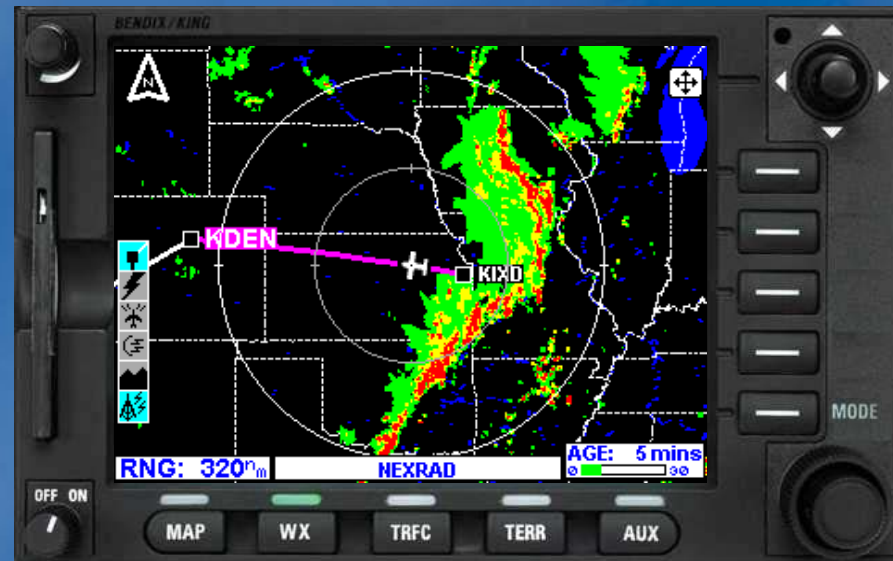 BENDIX/KING
N
KDEN
KIXD
MODE
RNG: 320nm
NEXRAD
AGE: 5 mins
0 30
OFF ON
MAP
WX
TRFC
TERR
AUX